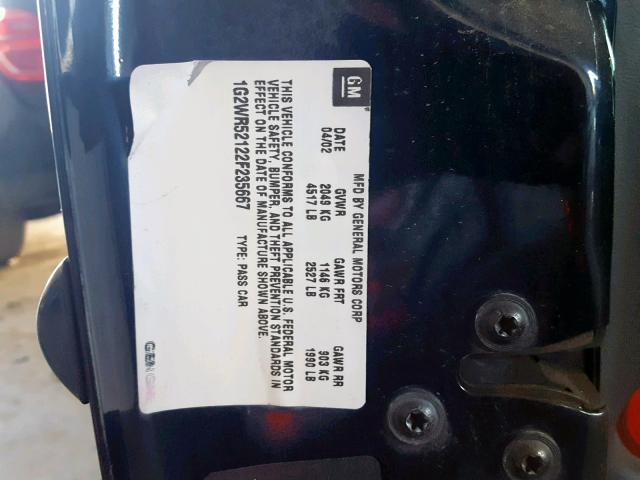 GM
MFD BY GENERAL MOTORS CORP
DATE GVWR GAWR FRT GAWR RR
04/02 2049 KG 1146 KG 903 KG
4517 LB 2527 LB 1990 LB
THIS VEHICLE CONFORMS TO ALL APPLICABLE U.S. FEDERAL MOTOR
VEHICLE SAFETY, BUMPER, AND THEFT PREVENTION STANDARDS IN
EFFECT ON THE DATE OF MANUFACTURE SHOWN ABOVE.
1G2WR52122F235667 TYPE: PASS CAR